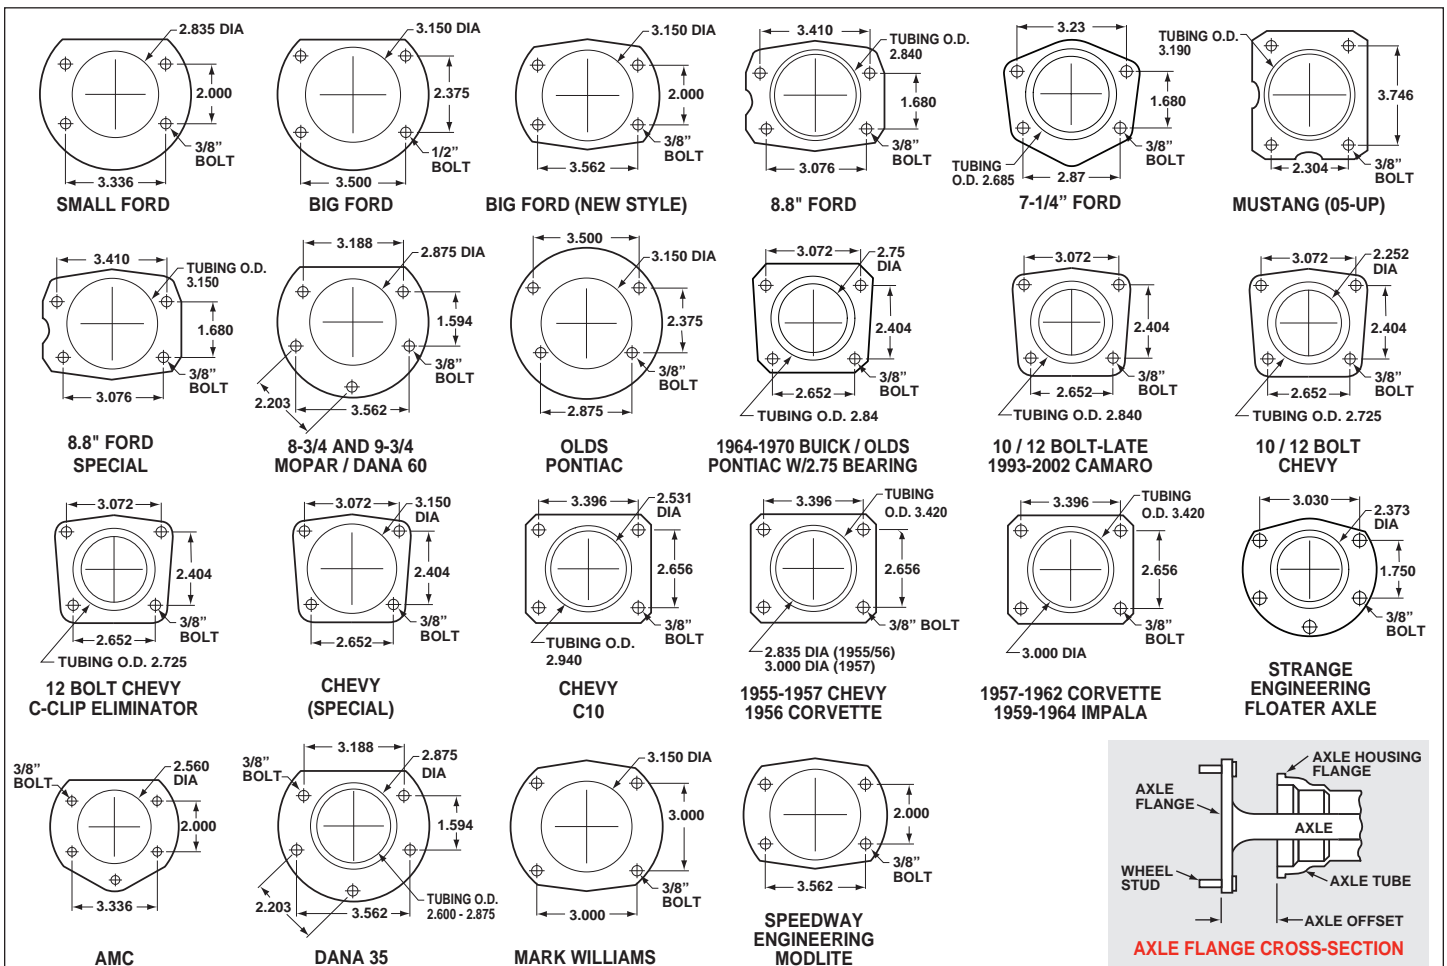 2.835 DIA
2.000
3/8”
BOLT
3.336
SMALL FORD
3.150 DIA
2.375
1/2”
BOLT
3.500
BIG FORD
3.150 DIA
2.000
3/8”
BOLT
3.562
BIG FORD (NEW STYLE)
3.410
TUBING O.D.
2.840
1.680
3/8”
BOLT
3.076
8.8" FORD
3.23
1.680
3/8”
BOLT
TUBING
O.D. 2.685
2.87
7-1/4” FORD
TUBING O.D.
3.190
3.746
3/8”
BOLT
2.304
MUSTANG (05-UP)
3.410
TUBING O.D.
3.150
1.680
3/8”
BOLT
3.076
8.8" FORD
SPECIAL
3.188
2.875 DIA
1.594
3/8”
BOLT
2.203
3.562
8-3/4 AND 9-3/4
MOPAR / DANA 60
3.500
3.150 DIA
2.375
3/8”
BOLT
2.875
OLDS
PONTIAC
3.072
2.75
DIA
2.404
3/8”
BOLT
2.652
TUBING O.D. 2.84
1964-1970 BUICK / OLDS
PONTIAC W/2.75 BEARING
3.072
2.404
3/8”
BOLT
2.652
TUBING O.D. 2.840
10 / 12 BOLT-LATE
1993-2002 CAMARO
3.072
2.252
DIA
2.404
3/8”
BOLT
2.652
TUBING O.D. 2.725
10 / 12 BOLT
CHEVY
3.072
2.404
3/8”
BOLT
2.652
TUBING O.D. 2.725
12 BOLT CHEVY
C-CLIP ELIMINATOR
3.072
3.150
DIA
2.404
3/8”
BOLT
2.652
CHEVY
(SPECIAL)
3.396
2.531
DIA
2.656
3/8”
BOLT
TUBING O.D.
2.940
CHEVY
C10
3.396
TUBING
O.D. 3.420
2.656
3/8” BOLT
2.835 DIA (1955/56)
3.000 DIA (1957)
1955-1957 CHEVY
1956 CORVETTE
3.396
TUBING
O.D. 3.420
2.656
3/8”
BOLT
3.000 DIA
1957-1962 CORVETTE
1959-1964 IMPALA
3.030
2.373
DIA
1.750
3/8”
BOLT
STRANGE
ENGINEERING
FLOATER AXLE
3/8”
BOLT
2.560
DIA
2.000
3.336
AMC
3/8”
BOLT
3.188
2.875
DIA
1.594
2.203
3.562
TUBING O.D.
2.600 - 2.875
DANA 35
3.150 DIA
3.000
3/8”
BOLT
3.000
MARK WILLIAMS
2.000
3/8”
BOLT
3.562
SPEEDWAY
ENGINEERING
MODLITE
AXLE HOUSING
FLANGE
AXLE
FLANGE
AXLE
WHEEL
STUD
AXLE TUBE
AXLE OFFSET
AXLE FLANGE CROSS-SECTION